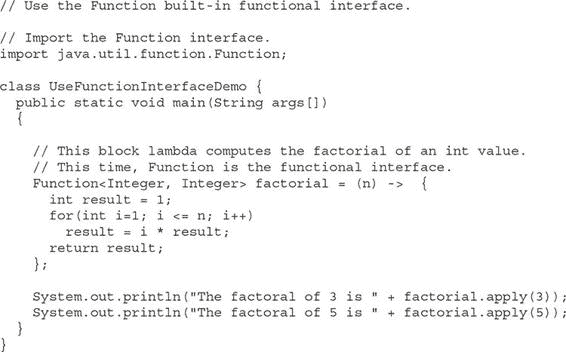 // Use the Function built-in functional interface.

// Import the Function interface.
import java.util.function.Function;

class UseFunctionInterfaceDemo {
  public static void main(String args[])
  {

    // This block lambda computes the factorial of an int value.
    // This time, Function is the functional interface.
    Function<Integer, Integer> factorial = (n) ->  {
      int result = 1;
      for(int i=1; i <= n; i++)
        result = i * result;
      return result;
    };

    System.out.println("The factoral of 3 is " + factorial.apply(3));
    System.out.println("The factoral of 5 is " + factorial.apply(5));
  }
}